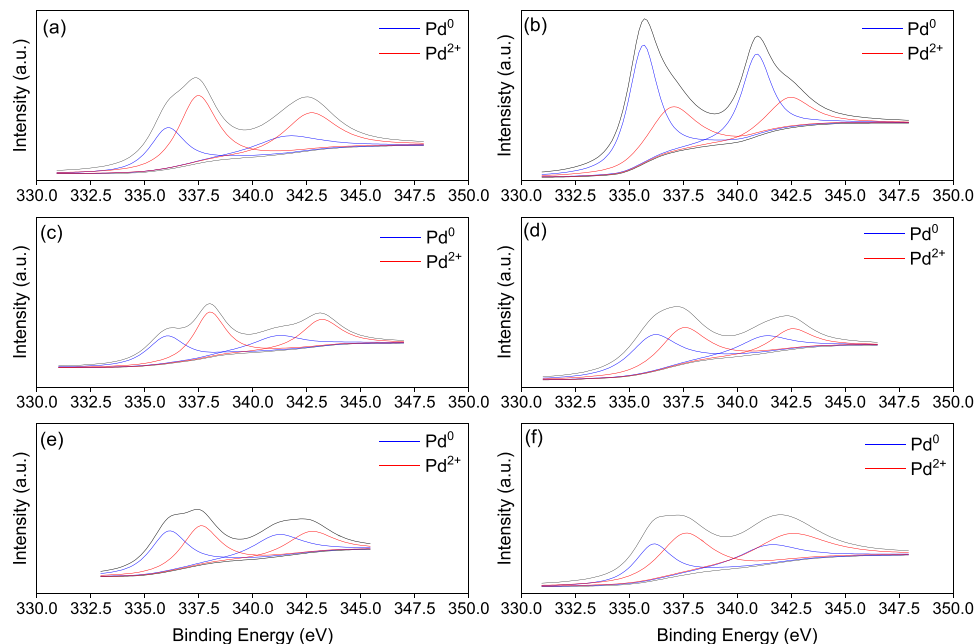 (a)
Pd⁰
Pd²⁺
Intensity (a.u.)
330.0 332.5 335.0 337.5 340.0 342.5 345.0 347.5 350.0
(b)
Pd⁰
Pd²⁺
Intensisty (a.u.)
330.0 332.5 335.0 337.5 340.0 342.5 345.0 347.5 350.0
(c)
Pd⁰
Pd²⁺
Intensity (a.u.)
330.0 332.5 335.0 337.5 340.0 342.5 345.0 347.5 350.0
(d)
Pd⁰
Pd²⁺
Intensity (a.u.)
330.0 332.5 335.0 337.5 340.0 342.5 345.0 347.5 350.0
(e)
Pd⁰
Pd²⁺
Intensity (a.u.)
330.0 332.5 335.0 337.5 340.0 342.5 345.0 347.5 350.0
Binding Energy (eV)
(f)
Pd⁰
Pd²⁺
Intensity (a.u.)
330.0 332.5 335.0 337.5 340.0 342.5 345.0 347.5 350.0
Binding Energy (eV)